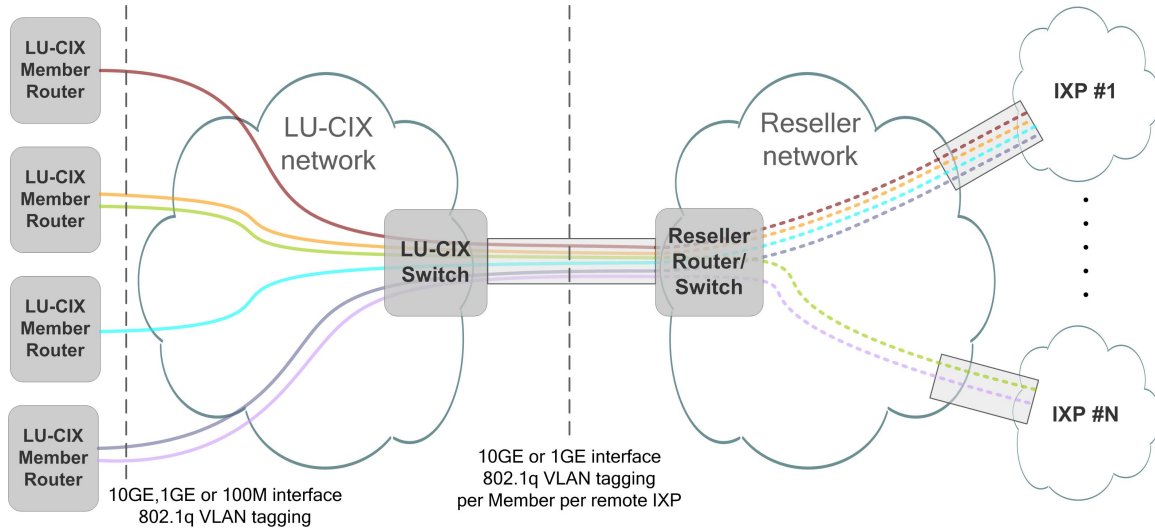 LU-CIX
Member
Router
LU-CIX
Member
Router
LU-CIX
Member
Router
LU-CIX
Member
Router
10GE,1GE or 100M interface
802.1q VLAN tagging
LU-CIX
network
LU-CIX
Switch
10GE or 1GE interface
802.1q VLAN tagging
per Member per remote IXP
Reseller
network
Reseller
Router/
Switch
IXP #1
IXP #N